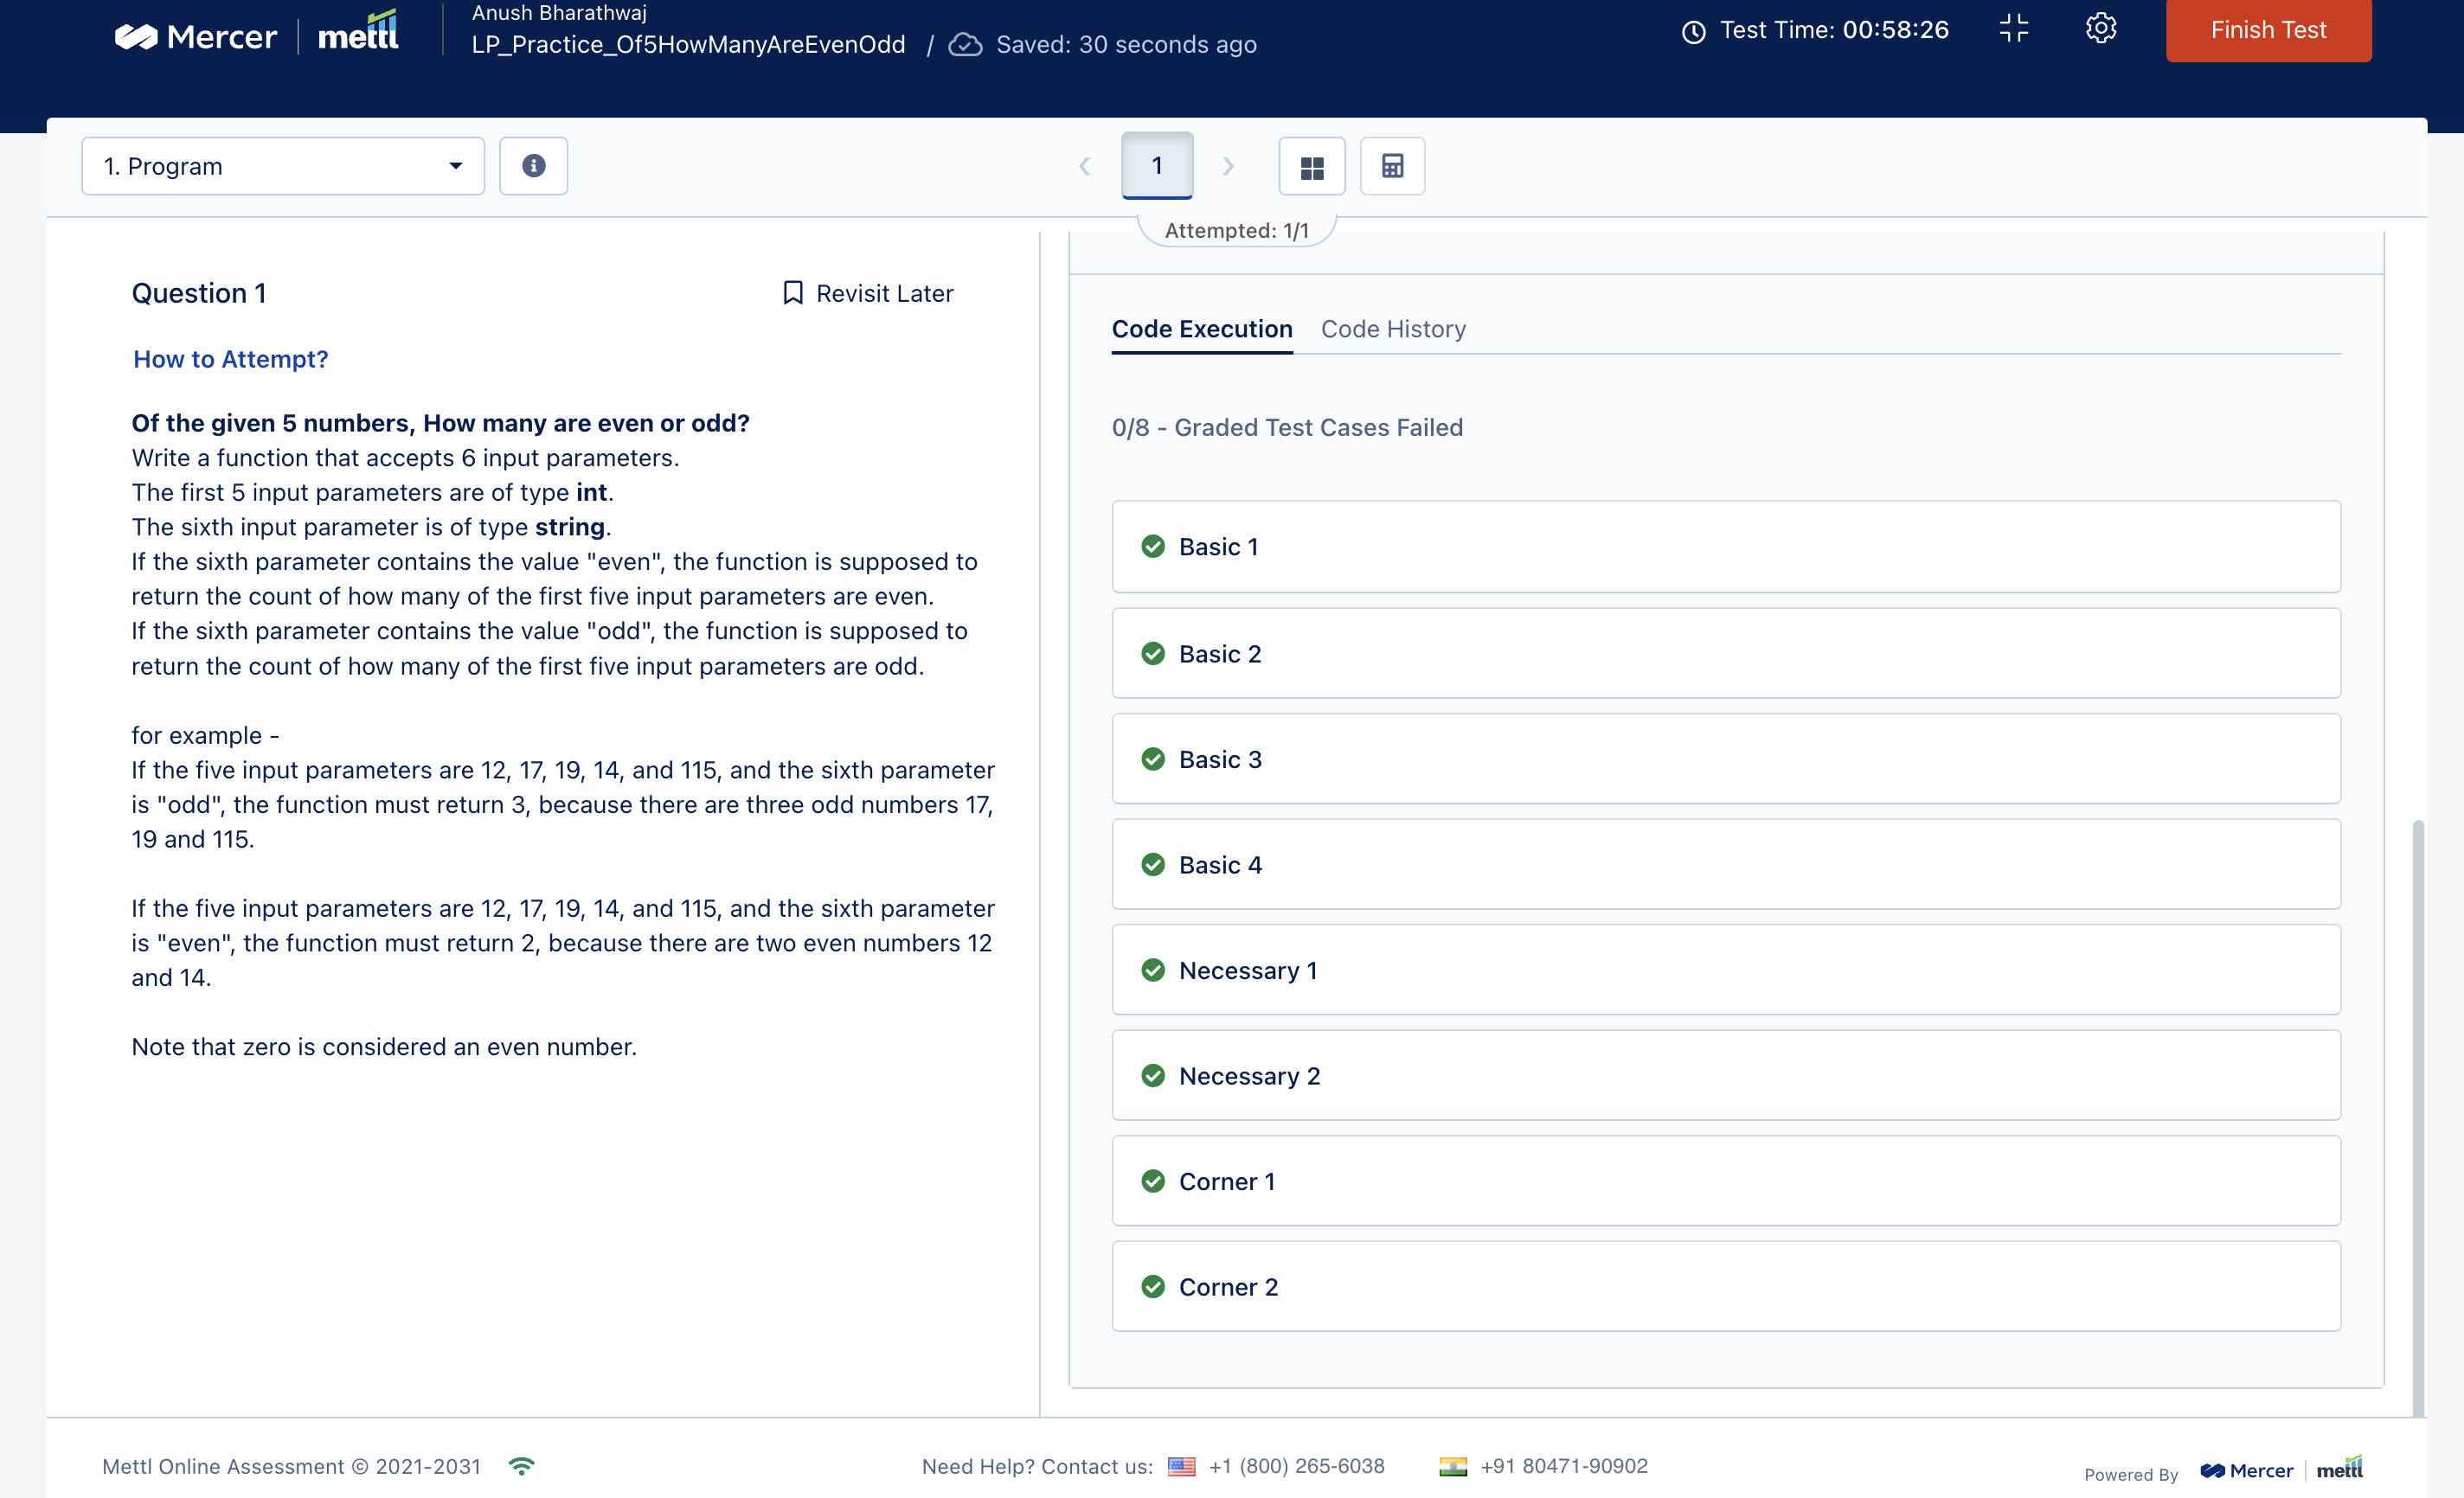 Mercer
mettl
Anush Bharathwaj
LP_Practice_Of5HowManyAreEvenOdd / Saved: 30 seconds ago
Test Time: 00:58:26
Finish Test
1. Program
1
Attempted: 1/1
Question 1
Revisit Later
How to Attempt?
Of the given 5 numbers, How many are even or odd?
Write a function that accepts 6 input parameters.
The first 5 input parameters are of type int.
The sixth input parameter is of type string.
If the sixth parameter contains the value "even", the function is supposed to
return the count of how many of the first five input parameters are even.
If the sixth parameter contains the value "odd", the function is supposed to
return the count of how many of the first five input parameters are odd.
for example -
If the five input parameters are 12, 17, 19, 14, and 115, and the sixth parameter
is "odd", the function must return 3, because there are three odd numbers 17,
19 and 115.
If the five input parameters are 12, 17, 19, 14, and 115, and the sixth parameter
is "even", the function must return 2, because there are two even numbers 12
and 14.
Note that zero is considered an even number.
Code Execution
Code History
0/8 - Graded Test Cases Failed
Basic 1
Basic 2
Basic 3
Basic 4
Necessary 1
Necessary 2
Corner 1
Corner 2
Mettl Online Assessment © 2021-2031
Need Help? Contact us: +1 (800) 265-6038 +91 80471-90902
Powered By Mercer mettl